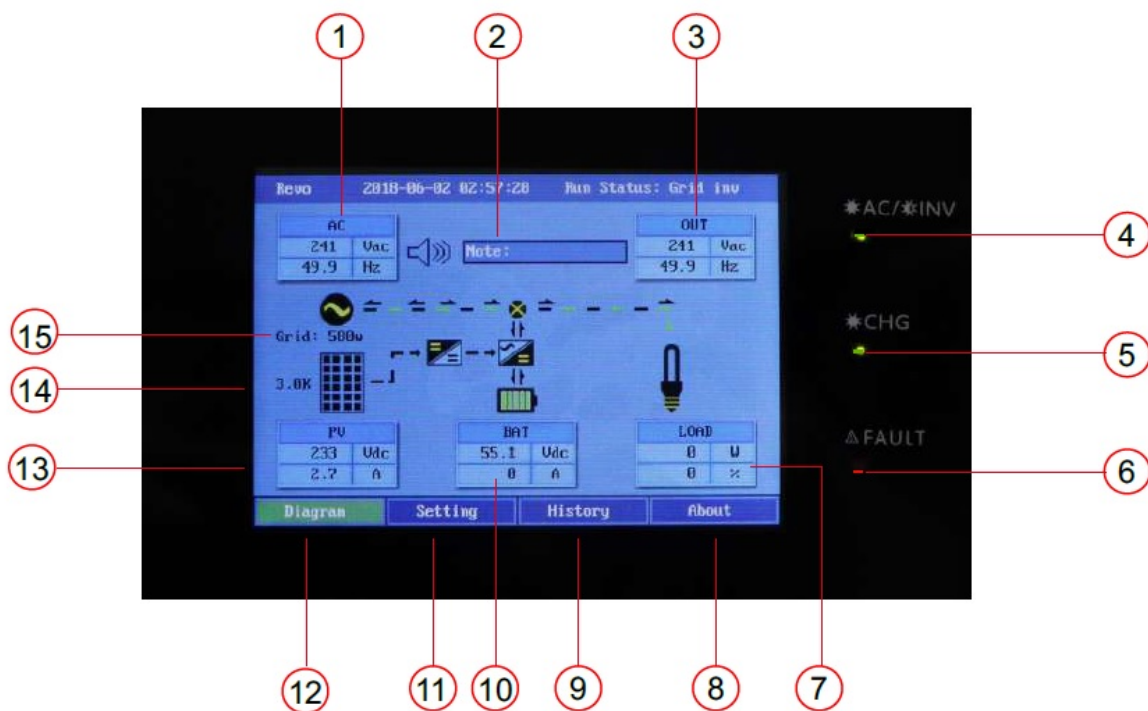 1 2 3
Revo 2018-06-02 02:57:28 Run Status: Grid inv
AC
241 Vac
49.9 Hz
Note:
OUT
241 Vac
49.9 Hz
AC/INV
4
CHG
5
FAULT
6
15
Grid: 500w
14
3.0K
13
PV
233 Vdc
2.7 A
BAT
55.1 Vdc
0 A
LOAD
0 W
0 %
Diagram Setting History About
12 11 10 9 8 7